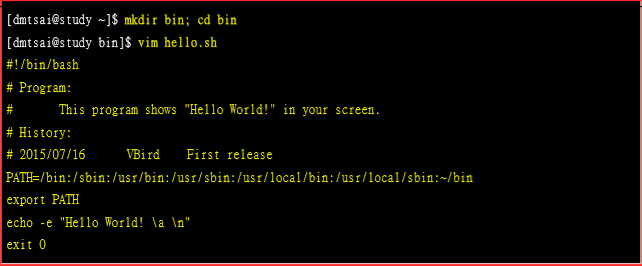 [dmtsai@study ~]$ mkdir bin; cd bin
[dmtsai@study bin]$ vim hello.sh
#!/bin/bash
# Program:
#       This program shows "Hello World!" in your screen.
# History:
# 2015/07/16      VBird    First release
PATH=/bin:/sbin:/usr/bin:/usr/sbin:/usr/local/bin:/usr/local/sbin:~/bin
export PATH
echo -e "Hello World! \a \n"
exit 0